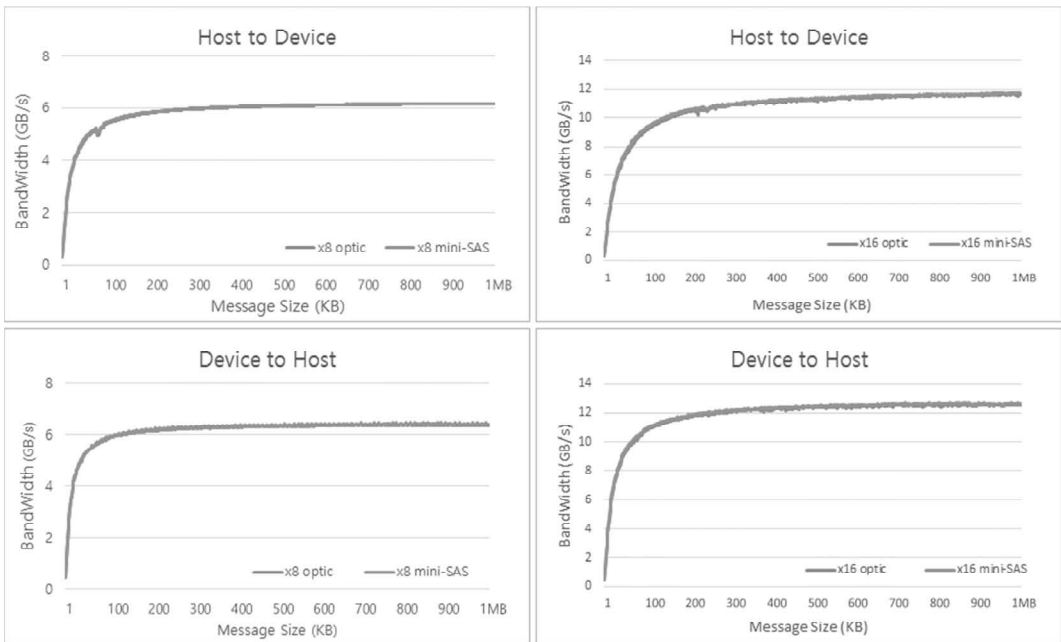 Host to Device
BandWidth (GB/s)
8
6
4
2
0
x8 optic x8 mini-SAS
1 100 200 300 400 500 600 700 800 900 1MB
Message Size (KB)
Host to Device
BandWidth (GB/s)
14
12
10
8
6
4
2
0
x16 optic x16 mini-SAS
1 100 200 300 400 500 600 700 800 900 1MB
Message Size (KB)
Device to Host
BandWidth (GB/s)
8
6
4
2
0
x8 optic x8 mini-SAS
1 100 200 300 400 500 600 700 800 900 1MB
Message Size (KB)
Device to Host
BandWidth (GB/s)
14
12
10
8
6
4
2
0
x16 optic x16 mini-SAS
1 100 200 300 400 500 600 700 800 900 1MB
Message Size (KB)